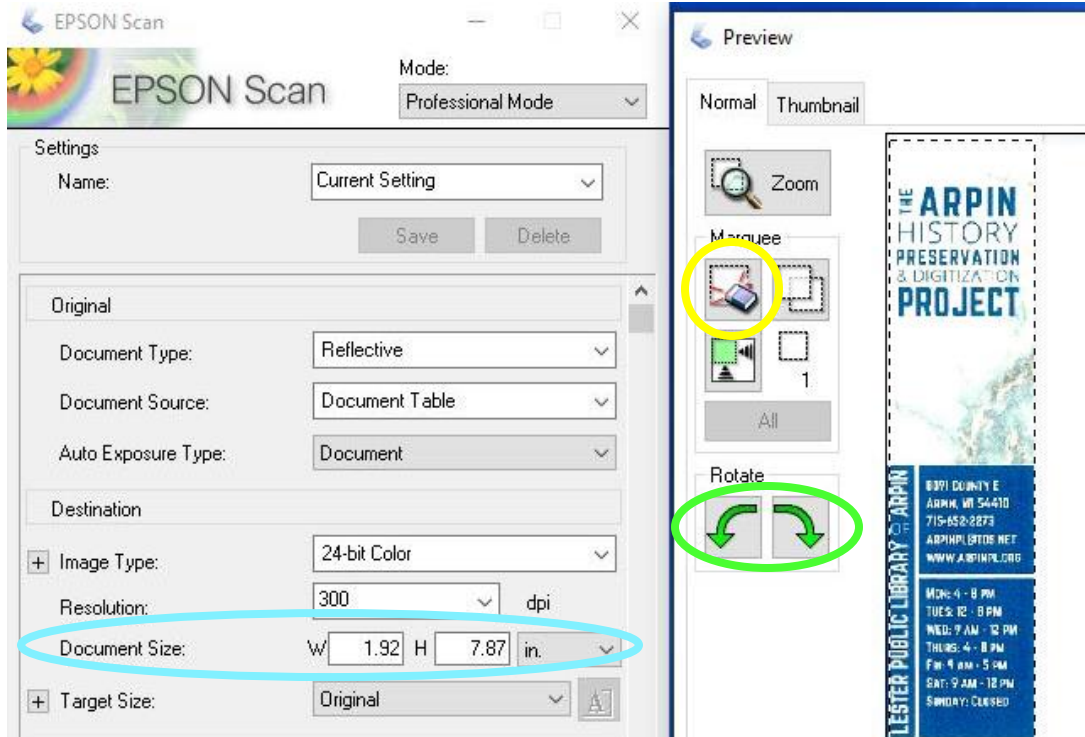 EPSON Scan
EPSON Scan
Mode:
Professional Mode
Settings
Name:
Current Setting
Save
Delete
Original
Document Type:
Reflective
Document Source:
Document Table
Auto Exposure Type:
Document
Destination
Image Type:
24-bit Color
Resolution:
300
dpi
Document Size:
W
1.92
H
7.87
in.
Target Size:
Original
A
Preview
Normal
Thumbnail
Zoom
Marquee
1
All
Rotate
THE
ARPIN
HISTORY
PRESERVATION
& DIGITIZATION
PROJECT
LESTER PUBLIC LIBRARY OF ARPIN
8091 COUNTY E
ARPIN, WI 54410
715-652-2273
ARPINPL@TDS.NET
WWW.ARPINPL.ORG
MON: 4 - 8 PM
TUES: 12 - 8 PM
WED: 9 AM - 12 PM
THURS: 4 - 8 PM
FRI: 9 AM - 5 PM
SAT: 9 AM - 12 PM
SUNDAY: CLOSED